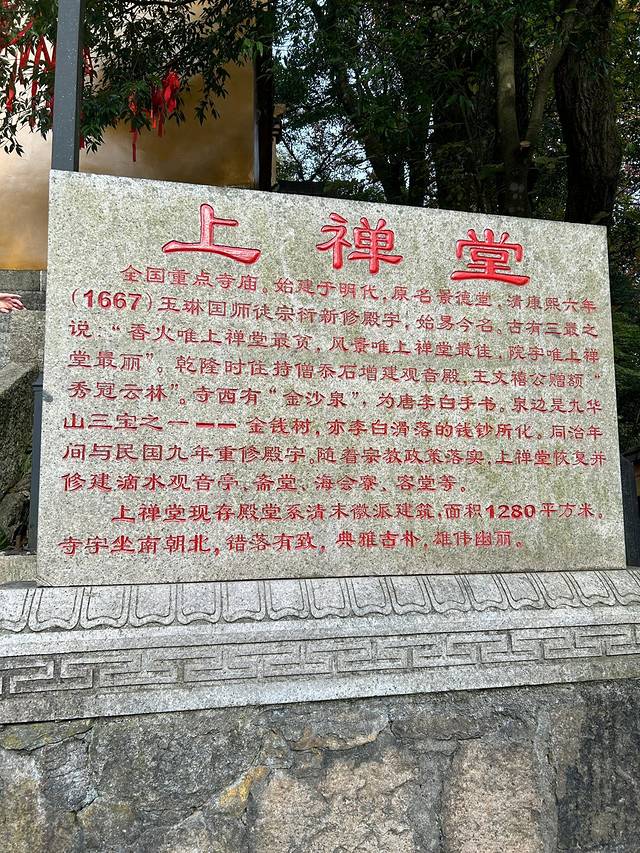 上禅堂
全国重点寺庙。始建于明代，原名景德堂，清康熙六年
(1667)玉琳国师徒宗衍新修殿宇，始易今名。古有三最之
说：“香火唯上禅堂最贫，风景唯上禅堂最佳，院宇唯上禅
堂最丽”。乾隆时住持僧忝石增建观音殿，王文禧公赠额“
秀冠云林”。寺西有“金沙泉”，为唐李白手书。泉边是九华
山三宝之一———金钱树，亦李白滑落的钱钞所化。同治年
间与民国九年重修殿宇。随着宗教政策落实，上禅堂恢复并
修建滴水观音亭、斋堂、海会寮、客堂等。
上禅堂现存殿堂系清末徽派建筑，面积1280平方米。
寺宇坐南朝北，错落有致，典雅古朴，雄伟幽丽。